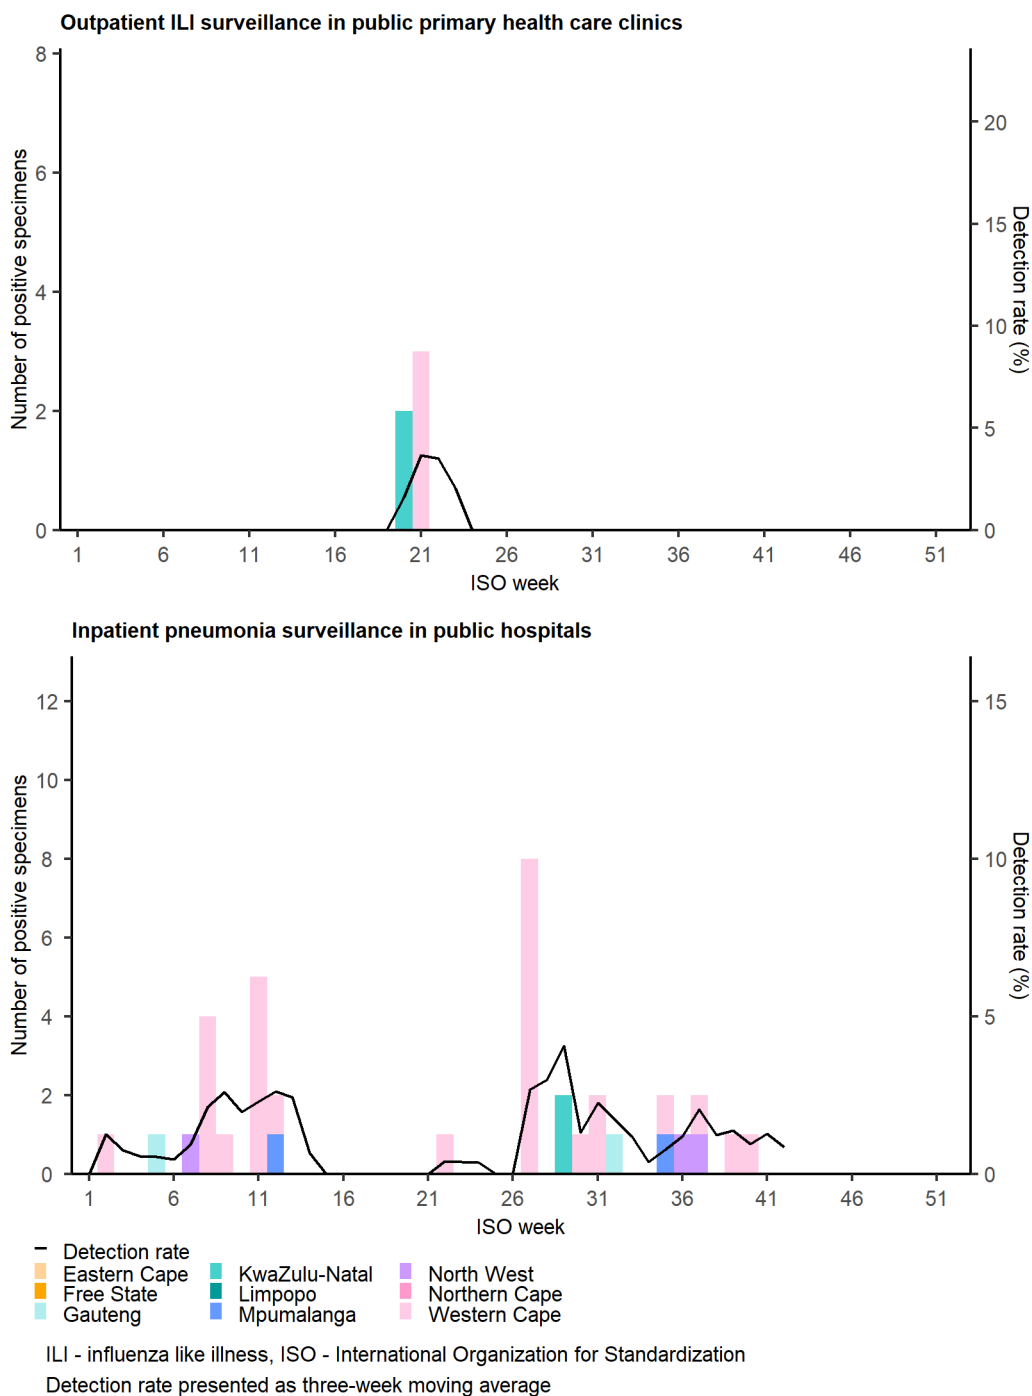 Outpatient ILI surveillance in public primary health care clinics
Number of positive specimens
8
6
4
2
0
20
15
10
5
0
Detection rate (%)
1 6 11 16 21 26 31 36 41 46 51
ISO week
Inpatient pneumonia surveillance in public hospitals
Number of positive specimens
12
10
8
6
4
2
0
15
10
5
0
Detection rate (%)
1 6 11 16 21 26 31 36 41 46 51
ISO week
Detection rate
Eastern Cape KwaZulu-Natal North West
Free State Limpopo Northern Cape
Gauteng Mpumalanga Western Cape
ILI - influenza like illness, ISO - International Organization for Standardization
Detection rate presented as three-week moving average